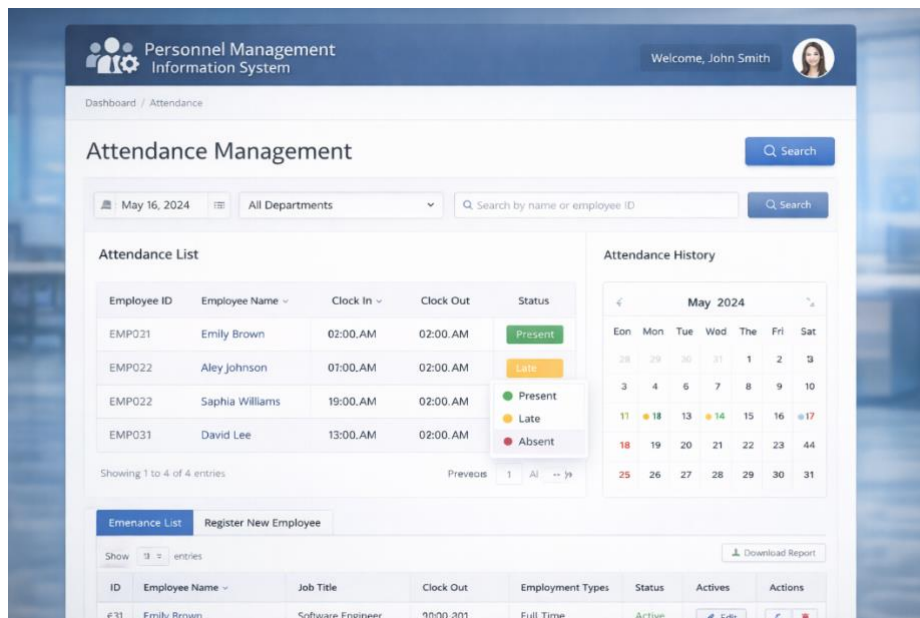 Personnel Management
Information System
Welcome, John Smith
Dashboard / Attendance
Attendance Management
Search
May 16, 2024
All Departments
Search by name or employee ID
Search
Attendance List
Employee ID Employee Name Clock In Clock Out Status
EMP021 Emily Brown 02:00.AM 02:00.AM Present
EMP022 Aley Johnson 07:00.AM 02:00.AM Late
EMP022 Saphia Williams 19:00.AM 02:00.AM
EMP031 David Lee 13:00.AM 02:00.AM
Present
Late
Absent
Showing 1 to 4 of 4 entries
1
Attendance History
May 2024
Eon Mon Tue Wed The Fri Sat
28 29 30 31 1 2 3
3 4 6 7 8 9 10
11 18 13 14 15 16 17
18 19 20 21 22 23 44
25 26 27 28 29 30 31
Emenance List
Register New Employee
Show entries
Download Report
ID Employee Name Job Title Clock Out Employment Types Status Actives Actions
Emily Brown Software Engineer Full Time Active Edit